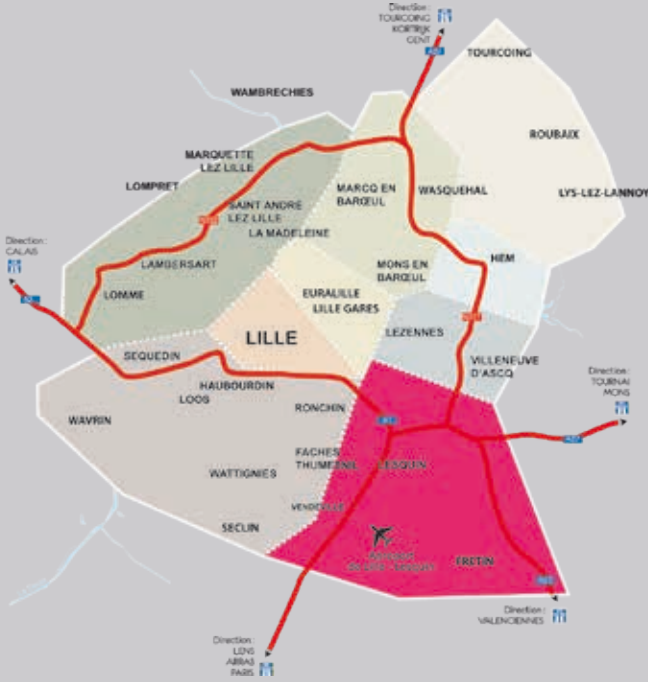 Direction :
TOURCOING
KORTRIJK
GENT
TOURCOING
WAMBRECHIES
ROUBAIX
MARQUETTE
LEZ LILLE
LOMPRET
MARCQ EN
BARŒUL
WASQUEHAL
LYS-LEZ-LANNOY
SAINT ANDRE
LEZ LILLE
LA MADELEINE
Direction :
CALAIS
LAMBERSART
MONS EN
BARŒUL
HEM
LOMME
EURALILLE
LILLE GARES
LILLE
LEZENNES
SEQUEDIN
VILLENEUVE
D'ASCQ
HAUBOURDIN
LOOS
Direction :
TOURNAI
MONS
RONCHIN
WAVRIN
FACHES
THUMESNIL
LESQUIN
WATTIGNIES
VENDEVILLE
SECLIN
FRETIN
Direction :
VALENCIENNES
Direction :
LENS
ARRAS
PARIS